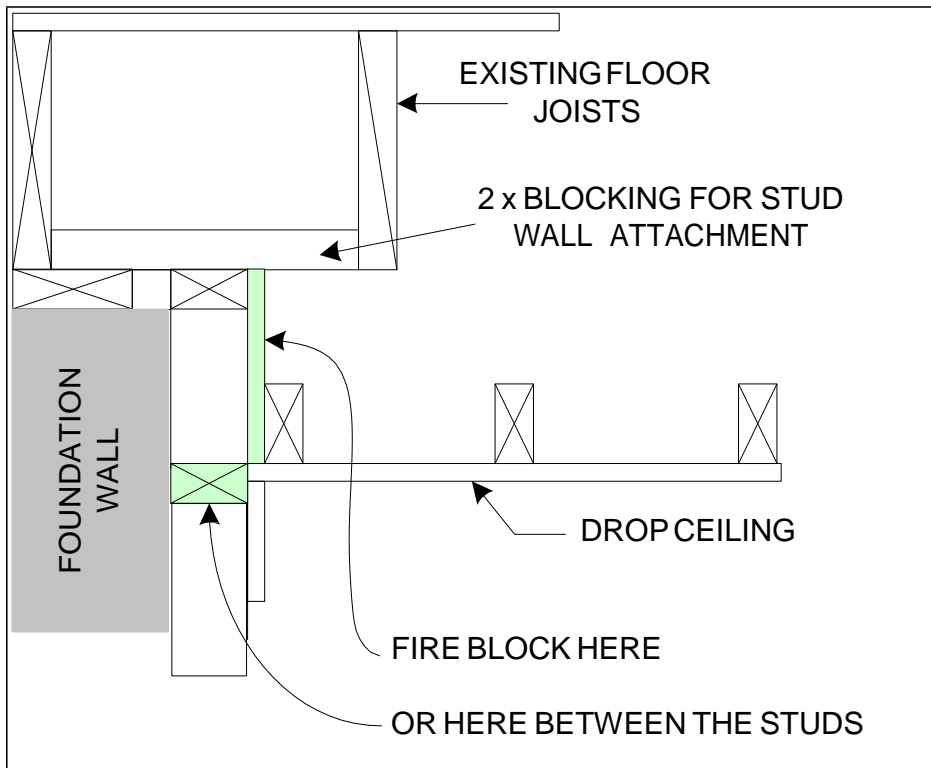 EXISTING FLOOR
JOISTS
2 x BLOCKING FOR STUD
WALL ATTACHMENT
FOUNDATION
WALL
DROP CEILING
FIRE BLOCK HERE
OR HERE BETWEEN THE STUDS